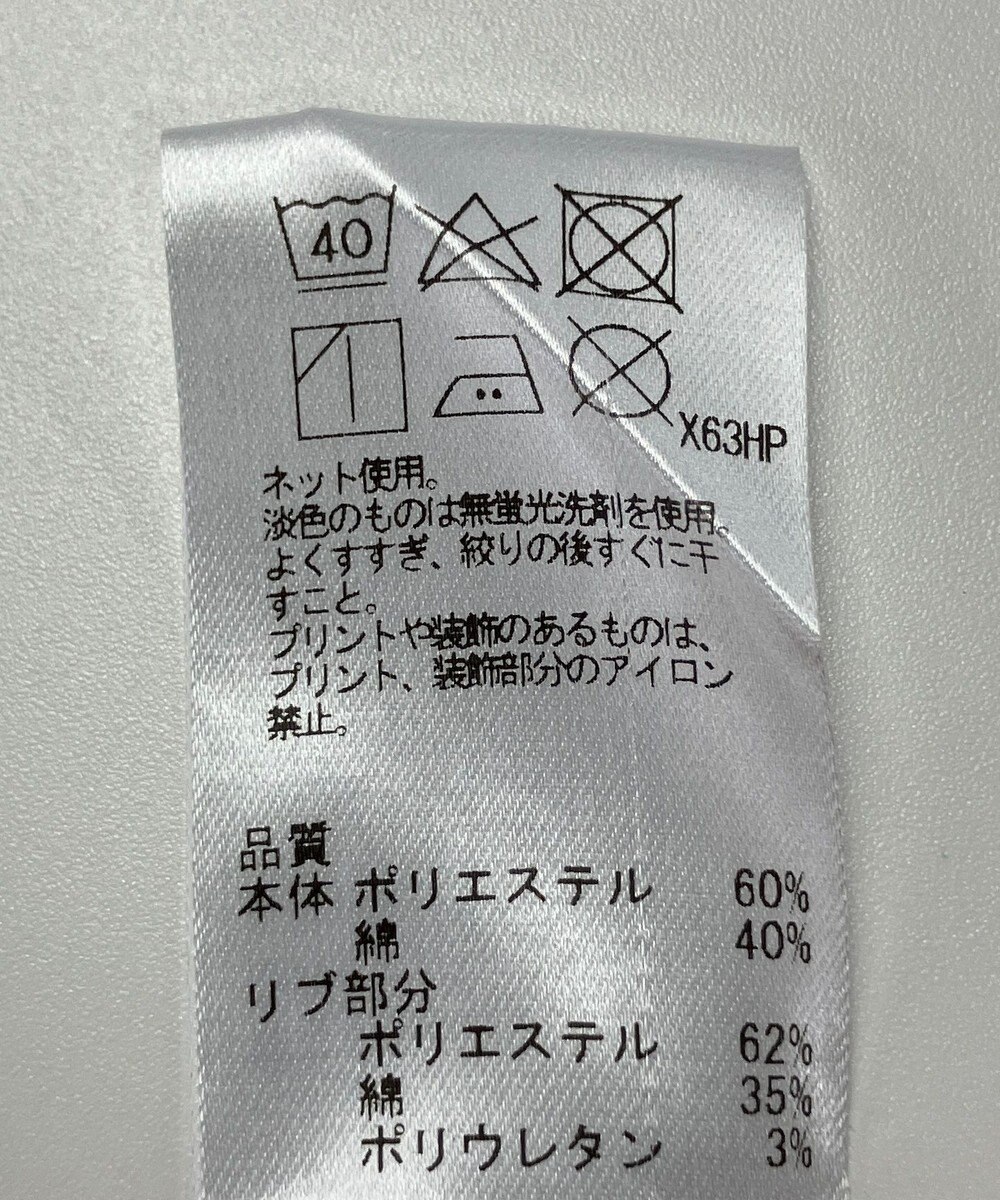 40
X63HP
ネット使用。
淡色のものは無蛍光洗剤を使用。
よくすすぎ、絞りの後すぐに干
すこと。
プリントや装飾のあるものは、
プリント、装飾部分のアイロン
禁止。
品質
本体 ポリエステル 60%
綿 40%
リブ部分
ポリエステル 62%
綿 35%
ポリウレタン 3%